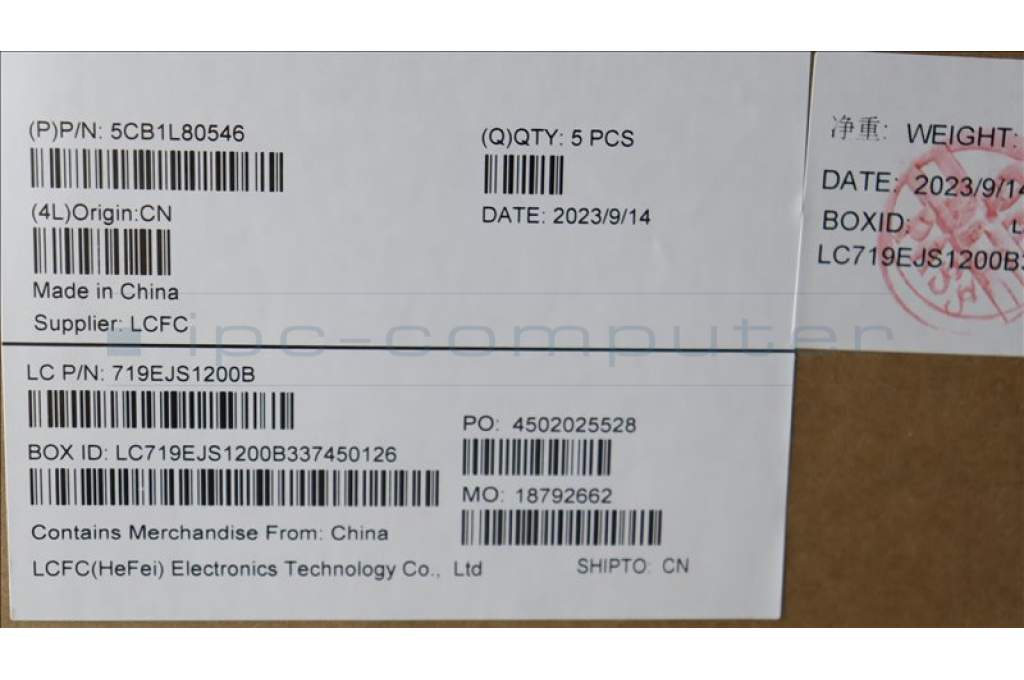 (P)P/N: 5CB1L80546
(Q)QTY: 5 PCS
(4L)Origin:CN
DATE: 2023/9/14
Made in China
Supplier: LCFC
LC P/N: 719EJS1200B
PO: 4502025528
BOX ID: LC719EJS1200B337450126
MO: 18792662
Contains Merchandise From: China
LCFC(HeFei) Electronics Technology Co., Ltd
SHIPTO: CN
净重: WEIGHT:
DATE: 2023/9/14
BOXID:
LC719EJS1200B3
ipc-computer